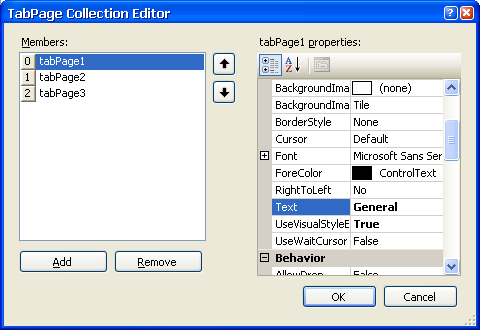 TabPage Collection Editor
Members:
tabPage1 properties:
0 tabPage1
1 tabPage2
2 tabPage3
BackgroundIma (none)
BackgroundIma Tile
BorderStyle None
Cursor Default
Font Microsoft Sans Ser
ForeColor ControlText
RightToLeft No
Text General
UseVisualStyleE True
UseWaitCursor False
Behavior
AllowDrop False
Add
Remove
OK
Cancel